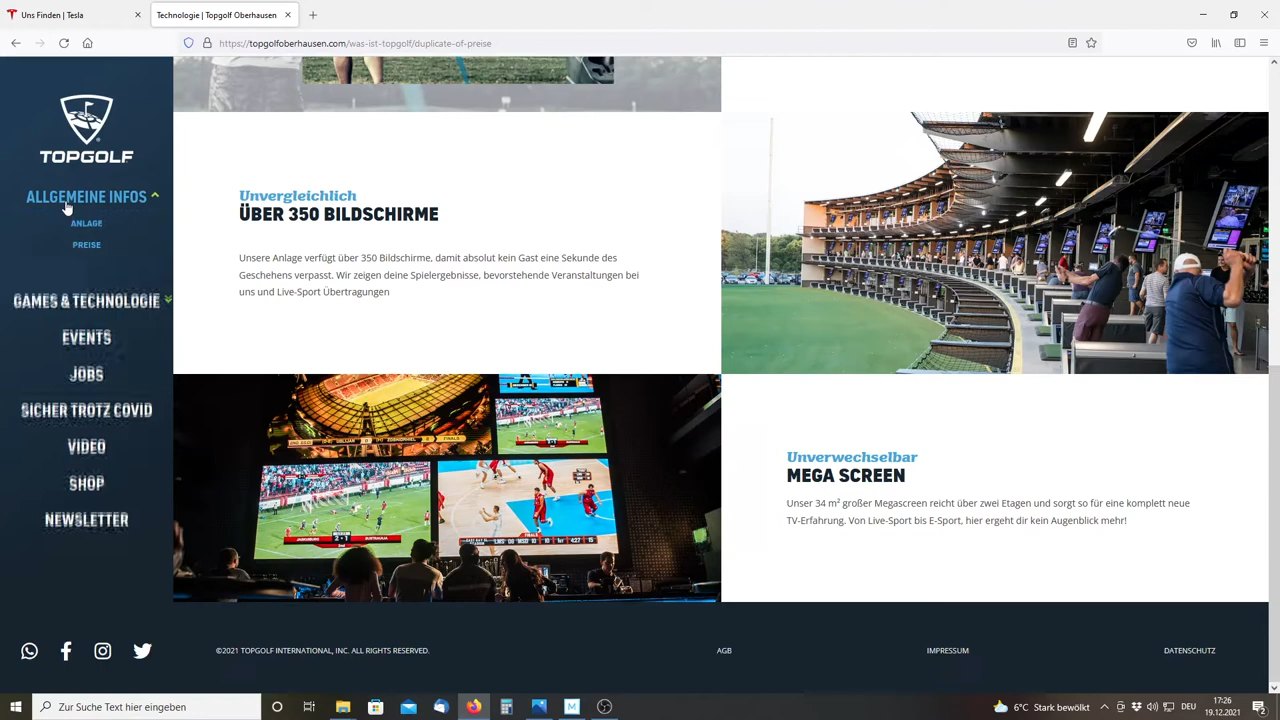 Uns Finden | Tesla
Technologie | Topgolf Oberhausen
https://topgolfoberhausen.com/was-ist-topgolf/duplicate-of-preise
TOPGOLF
ALLGEMEINE INFOS
ANLAGE
PREISE
GAMES & TECHNOLOGIE
EVENTS
JOBS
SICHER TROTZ COVID
VIDEO
SHOP
NEWSLETTER
Unvergleichlich
ÜBER 350 BILDSCHIRME
Unsere Anlage verfügt über 350 Bildschirme, damit absolut kein Gast eine Sekunde des
Geschehens verpasst. Wir zeigen deine Spielergebnisse, bevorstehende Veranstaltungen bei
uns und Live-Sport Übertragungen
Unverwechselbar
MEGA SCREEN
Unser 34 m² großer Megascreen reicht über zwei Etagen und sorgt so für eine komplett neue
TV-Erfahrung. Von Live-Sport bis E-Sport, hier ergeht dir kein Augenblick mehr!
©2021 TOPGOLF INTERNATIONAL, INC. ALL RIGHTS RESERVED.
AGB
IMPRESSUM
DATENSCHUTZ
Zur Suche Text hier eingeben
6°C Stark bewölkt
DEU
17:26
19.12.2021